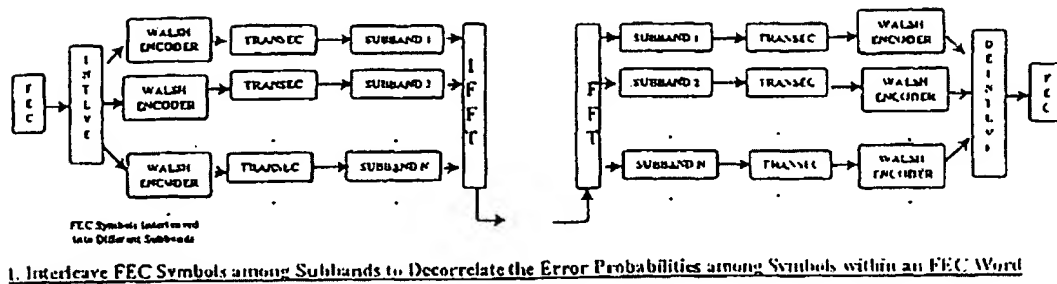 FEC
INTLVE
WALSH
ENCODER
TRANSEC
SUBBAND 1
WALSH
ENCODER
TRANSEC
SUBBAND 2
WALSH
ENCODER
TRANSEC
SUBBAND N
IFFT
FEC Symbols Interleaved
into Different Subbands
FFT
SUBBAND 1
TRANSEC
WALSH
ENCODER
SUBBAND 2
TRANSEC
WALSH
ENCODER
SUBBAND N
TRANSEC
WALSH
ENCODER
DEINTLVE
FEC
1. Interleave FEC Symbols among Subbands to Decorrelate the Error Probabilities among Symbols within an FEC Word